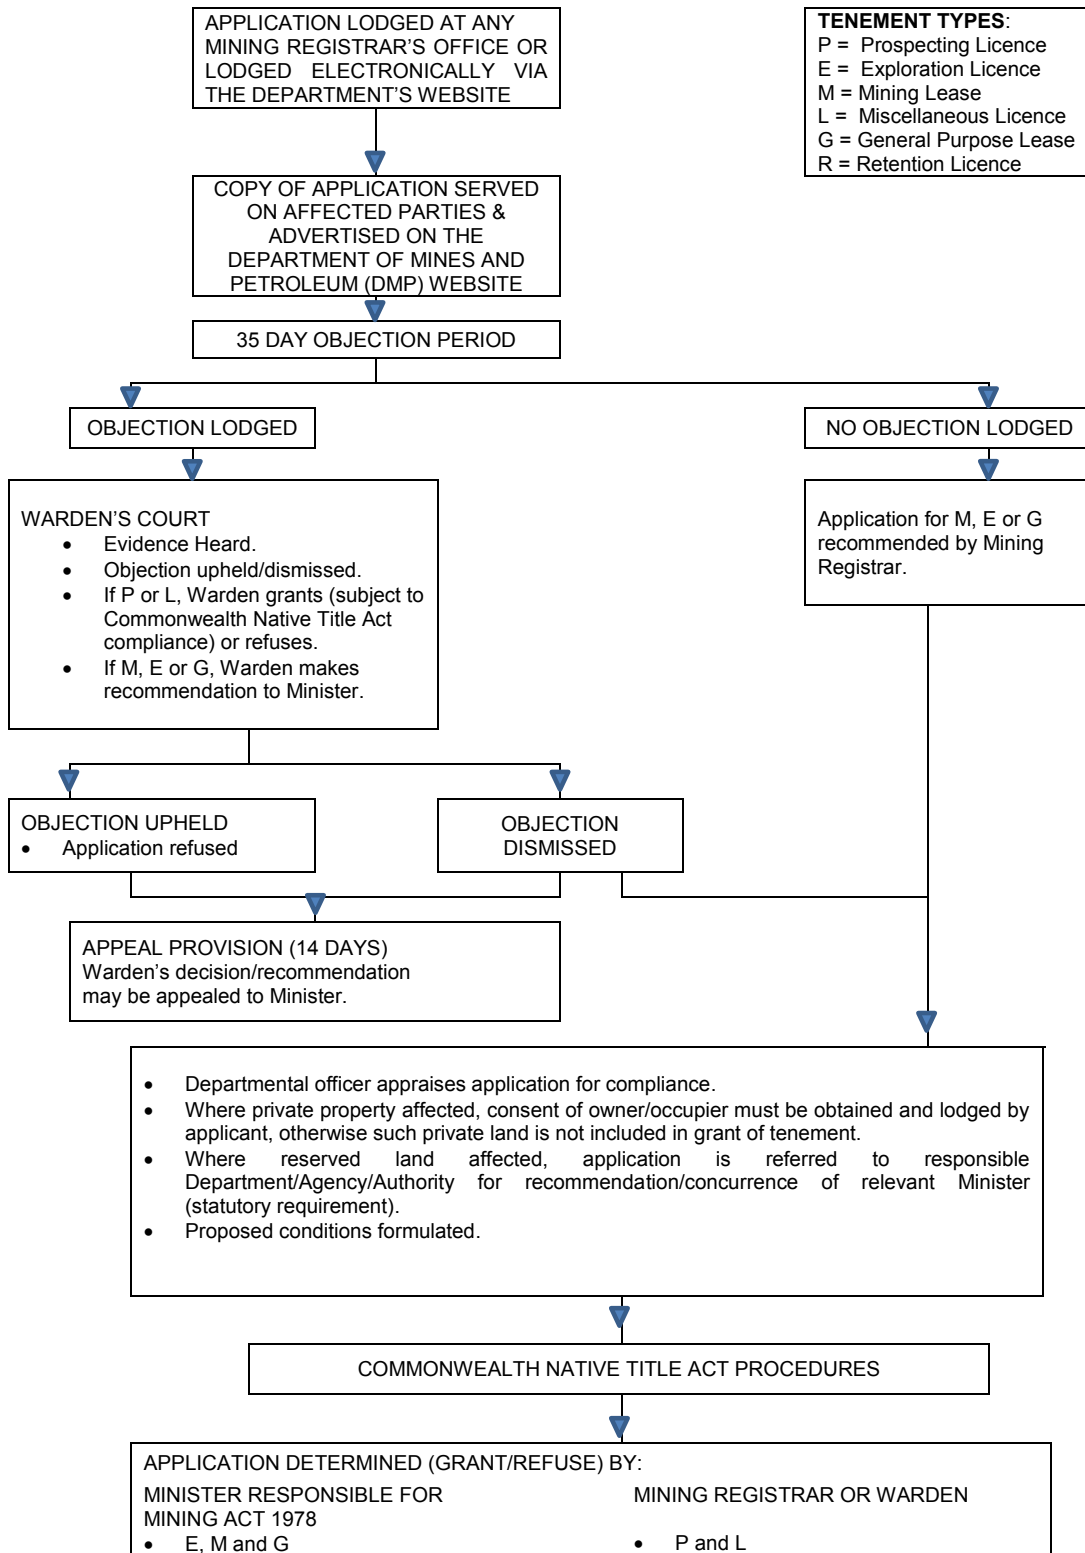 APPLICATION LODGED AT ANY
MINING REGISTRAR'S OFFICE OR
LODGED ELECTRONICALLY VIA
THE DEPARTMENT'S WEBSITE
TENEMENT TYPES:
P = Prospecting Licence
E = Exploration Licence
M = Mining Lease
L = Miscellaneous Licence
G = General Purpose Lease
R = Retention Licence
COPY OF APPLICATION SERVED
ON AFFECTED PARTIES &
ADVERTISED ON THE
DEPARTMENT OF MINES AND
PETROLEUM (DMP) WEBSITE
35 DAY OBJECTION PERIOD
OBJECTION LODGED
NO OBJECTION LODGED
WARDEN'S COURT
• Evidence Heard.
• Objection upheld/dismissed.
• If P or L, Warden grants (subject to
Commonwealth Native Title Act
compliance) or refuses.
• If M, E or G, Warden makes
recommendation to Minister.
Application for M, E or G
recommended by Mining
Registrar.
OBJECTION UPHELD
• Application refused
OBJECTION
DISMISSED
APPEAL PROVISION (14 DAYS)
Warden's decision/recommendation
may be appealed to Minister.
• Departmental officer appraises application for compliance.
• Where private property affected, consent of owner/occupier must be obtained and lodged by
applicant, otherwise such private land is not included in grant of tenement.
• Where reserved land affected, application is referred to responsible
Department/Agency/Authority for recommendation/concurrence of relevant Minister
(statutory requirement).
• Proposed conditions formulated.
COMMONWEALTH NATIVE TITLE ACT PROCEDURES
APPLICATION DETERMINED (GRANT/REFUSE) BY:
MINISTER RESPONSIBLE FOR
MINING ACT 1978
• E, M and G
MINING REGISTRAR OR WARDEN
• P and L